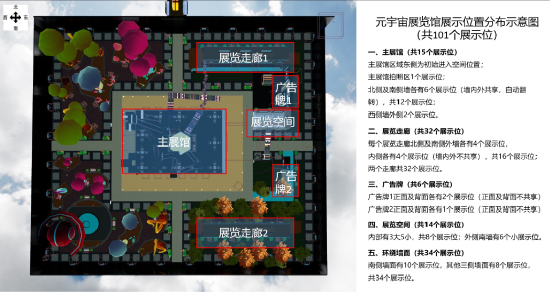 北
西 东
南
展览走廊1
广告
牌1
展览空间
主展馆
广告
牌2
展览走廊2
元宇宙展览馆展示位置分布示意图
（共101个展示位）
一、主展馆（共15个展示位）
主展馆区域东侧为初始进入空间位置；
主展馆拍照区1个展示位；
北侧及南侧墙各有6个展示位（墙内外共享，自动翻
转），共12个展示位；
西侧墙外侧2个展示位。
二、展览走廊（共32个展示位）
每个展览走廊北侧及南侧外墙各有4个展示位，
内侧各有4个展示位（墙内外不共享），共16个展示位；
两个走廊共32个展示位。
三、广告牌（共6个展示位）
广告牌1正面及背面各有2个展示位（正面及背面不共享）
广告牌2正面及背面各有1个展示位（正面及背面不共享）
四、展览空间（共14个展示位）
内部有3大5小，共8个展示位；外侧南墙有6个小展示位。
五、环绕墙面（共34个展示位）
南侧墙面有10个展示位，其他三侧墙面有8个展示位，
共34个展示位。